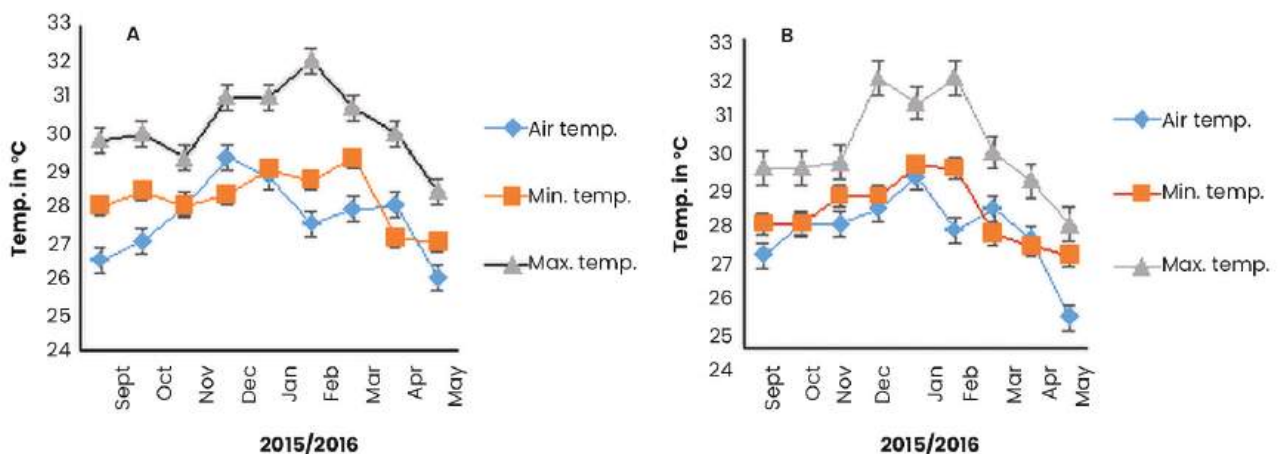 A
33
32
31
30
29
28
27
26
25
24
Temp. in °C
Sept
Oct
Nov
Dec
Jan
Feb
Mar
Apr
May
2015/2016
Air temp.
Min. temp.
Max. temp.
B
33
32
31
30
29
28
27
26
25
24
Temp. in °C
Sept
Oct
Nov
Dec
Jan
Feb
Mar
Apr
May
2015/2016
Air temp.
Min. temp.
Max. temp.